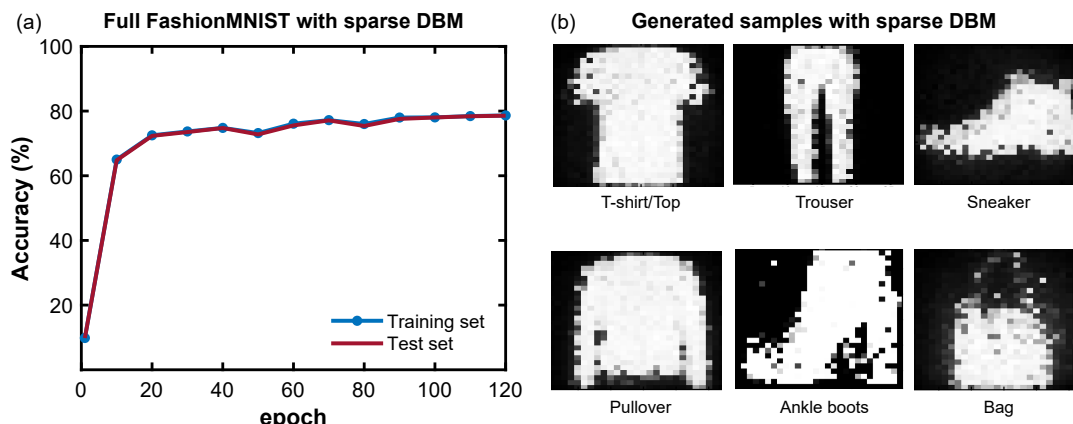 (a) Full FashionMNIST with sparse DBM
100
80
60
40
20
0 20 40 60 80 100 120
Accuracy (%)
epoch
Training set
Test set
(b) Generated samples with sparse DBM
T-shirt/Top Trouser Sneaker
Pullover Ankle boots Bag